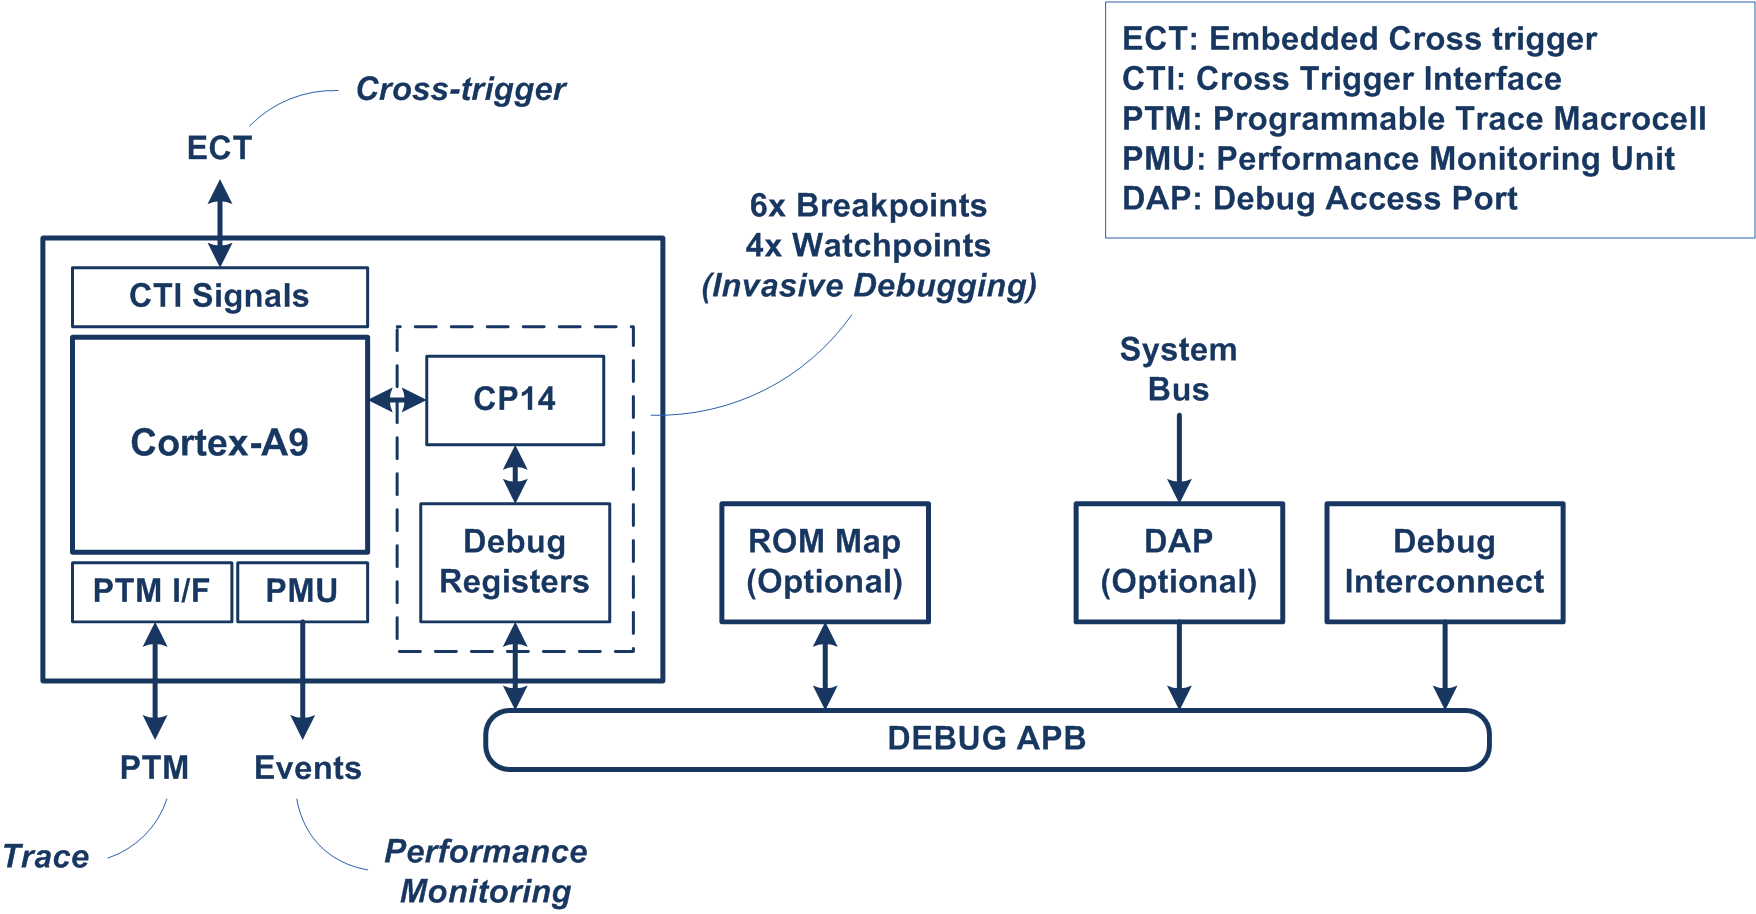 ECT: Embedded Cross trigger
CTI: Cross Trigger Interface
PTM: Programmable Trace Macrocell
PMU: Performance Monitoring Unit
DAP: Debug Access Port
Cross-trigger
ECT
6x Breakpoints
4x Watchpoints
(Invasive Debugging)
CTI Signals
Cortex-A9
CP14
Debug
Registers
PTM I/F
PMU
System
Bus
ROM Map
(Optional)
DAP
(Optional)
Debug
Interconnect
DEBUG APB
PTM
Events
Trace
Performance
Monitoring